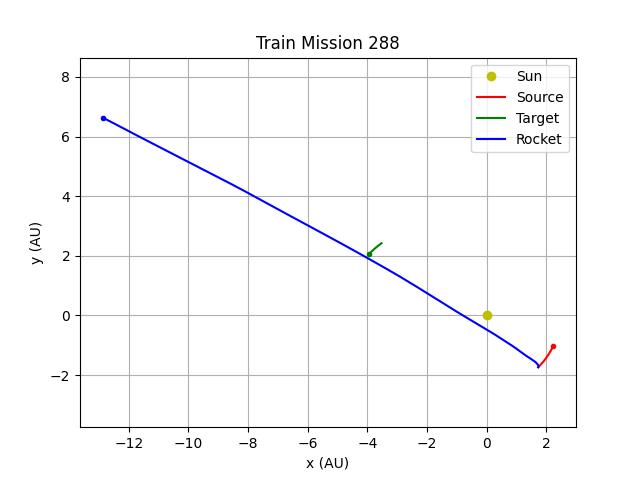 Train Mission 288
Sun
Source
Target
Rocket
8
6
4
2
0
−2
y (AU)
−12
−10
−8
−6
−4
−2
0
2
x (AU)